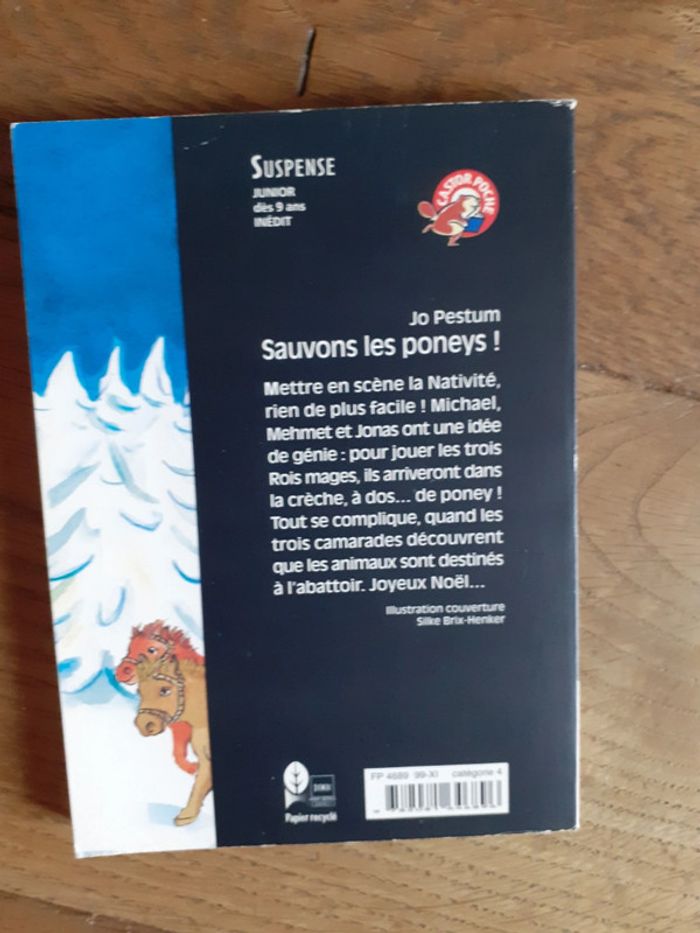 SUSPENSE
JUNIOR
dès 9 ans
INÉDIT
CASTOR POCHE
Jo Pestum
Sauvons les poneys !
Mettre en scène la Nativité,
rien de plus facile ! Michael,
Mehmet et Jonas ont une idée
de génie : pour jouer les trois
Rois mages, ils arriveront dans
la crèche, à dos... de poney !
Tout se complique, quand les
trois camarades découvrent
que les animaux sont destinés
à l'abattoir. Joyeux Noël...
Illustration couverture
Silke Brix-Henker
FP 4689 99-XI catégorie 4
Papier recyclé